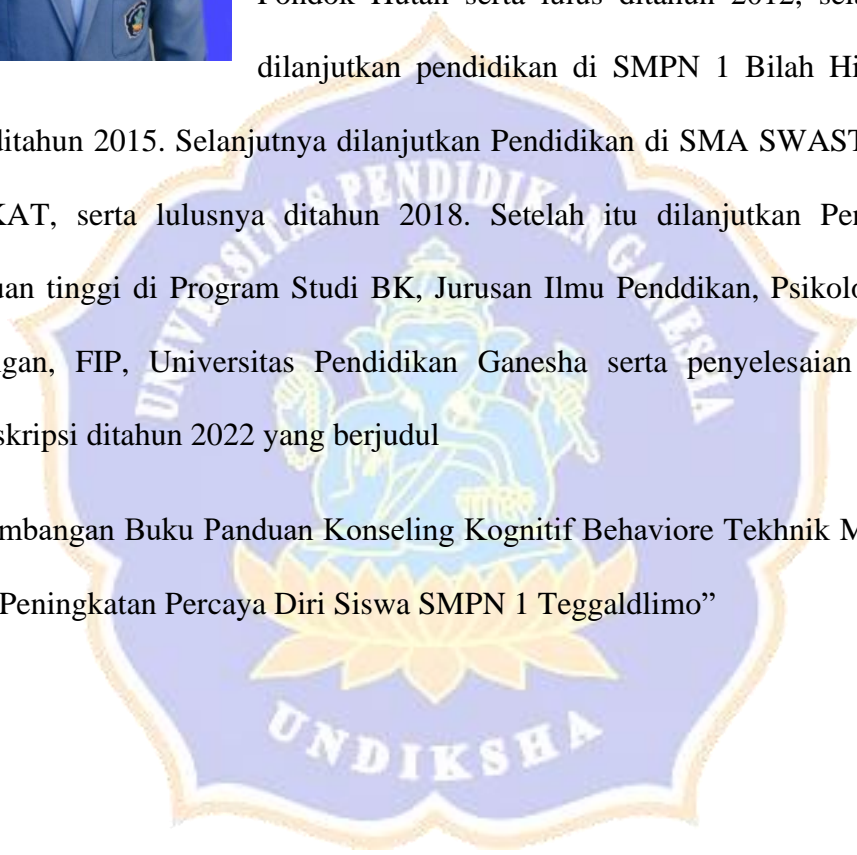 Pondok Hutan serta lulus ditahun 2012, sela
dilanjutkan pendidikan di SMPN 1 Bilah Hi
ditahun 2015. Selanjutnya dilanjutkan Pendidikan di SMA SWAST
KAT, serta lulusnya ditahun 2018. Setelah itu dilanjutkan Per
uan tinggi di Program Studi BK, Jurusan Ilmu Penddikan, Psikolo
ngan, FIP, Universitas Pendidikan Ganesha serta penyelesaian
skripsi ditahun 2022 yang berjudul
mbangan Buku Panduan Konseling Kognitif Behaviore Tekhnik M
Peningkatan Percaya Diri Siswa SMPN 1 Teggaldlimo”
UNIVERSITAS PENDIDIKAN GANESHA
UNDIKSHA